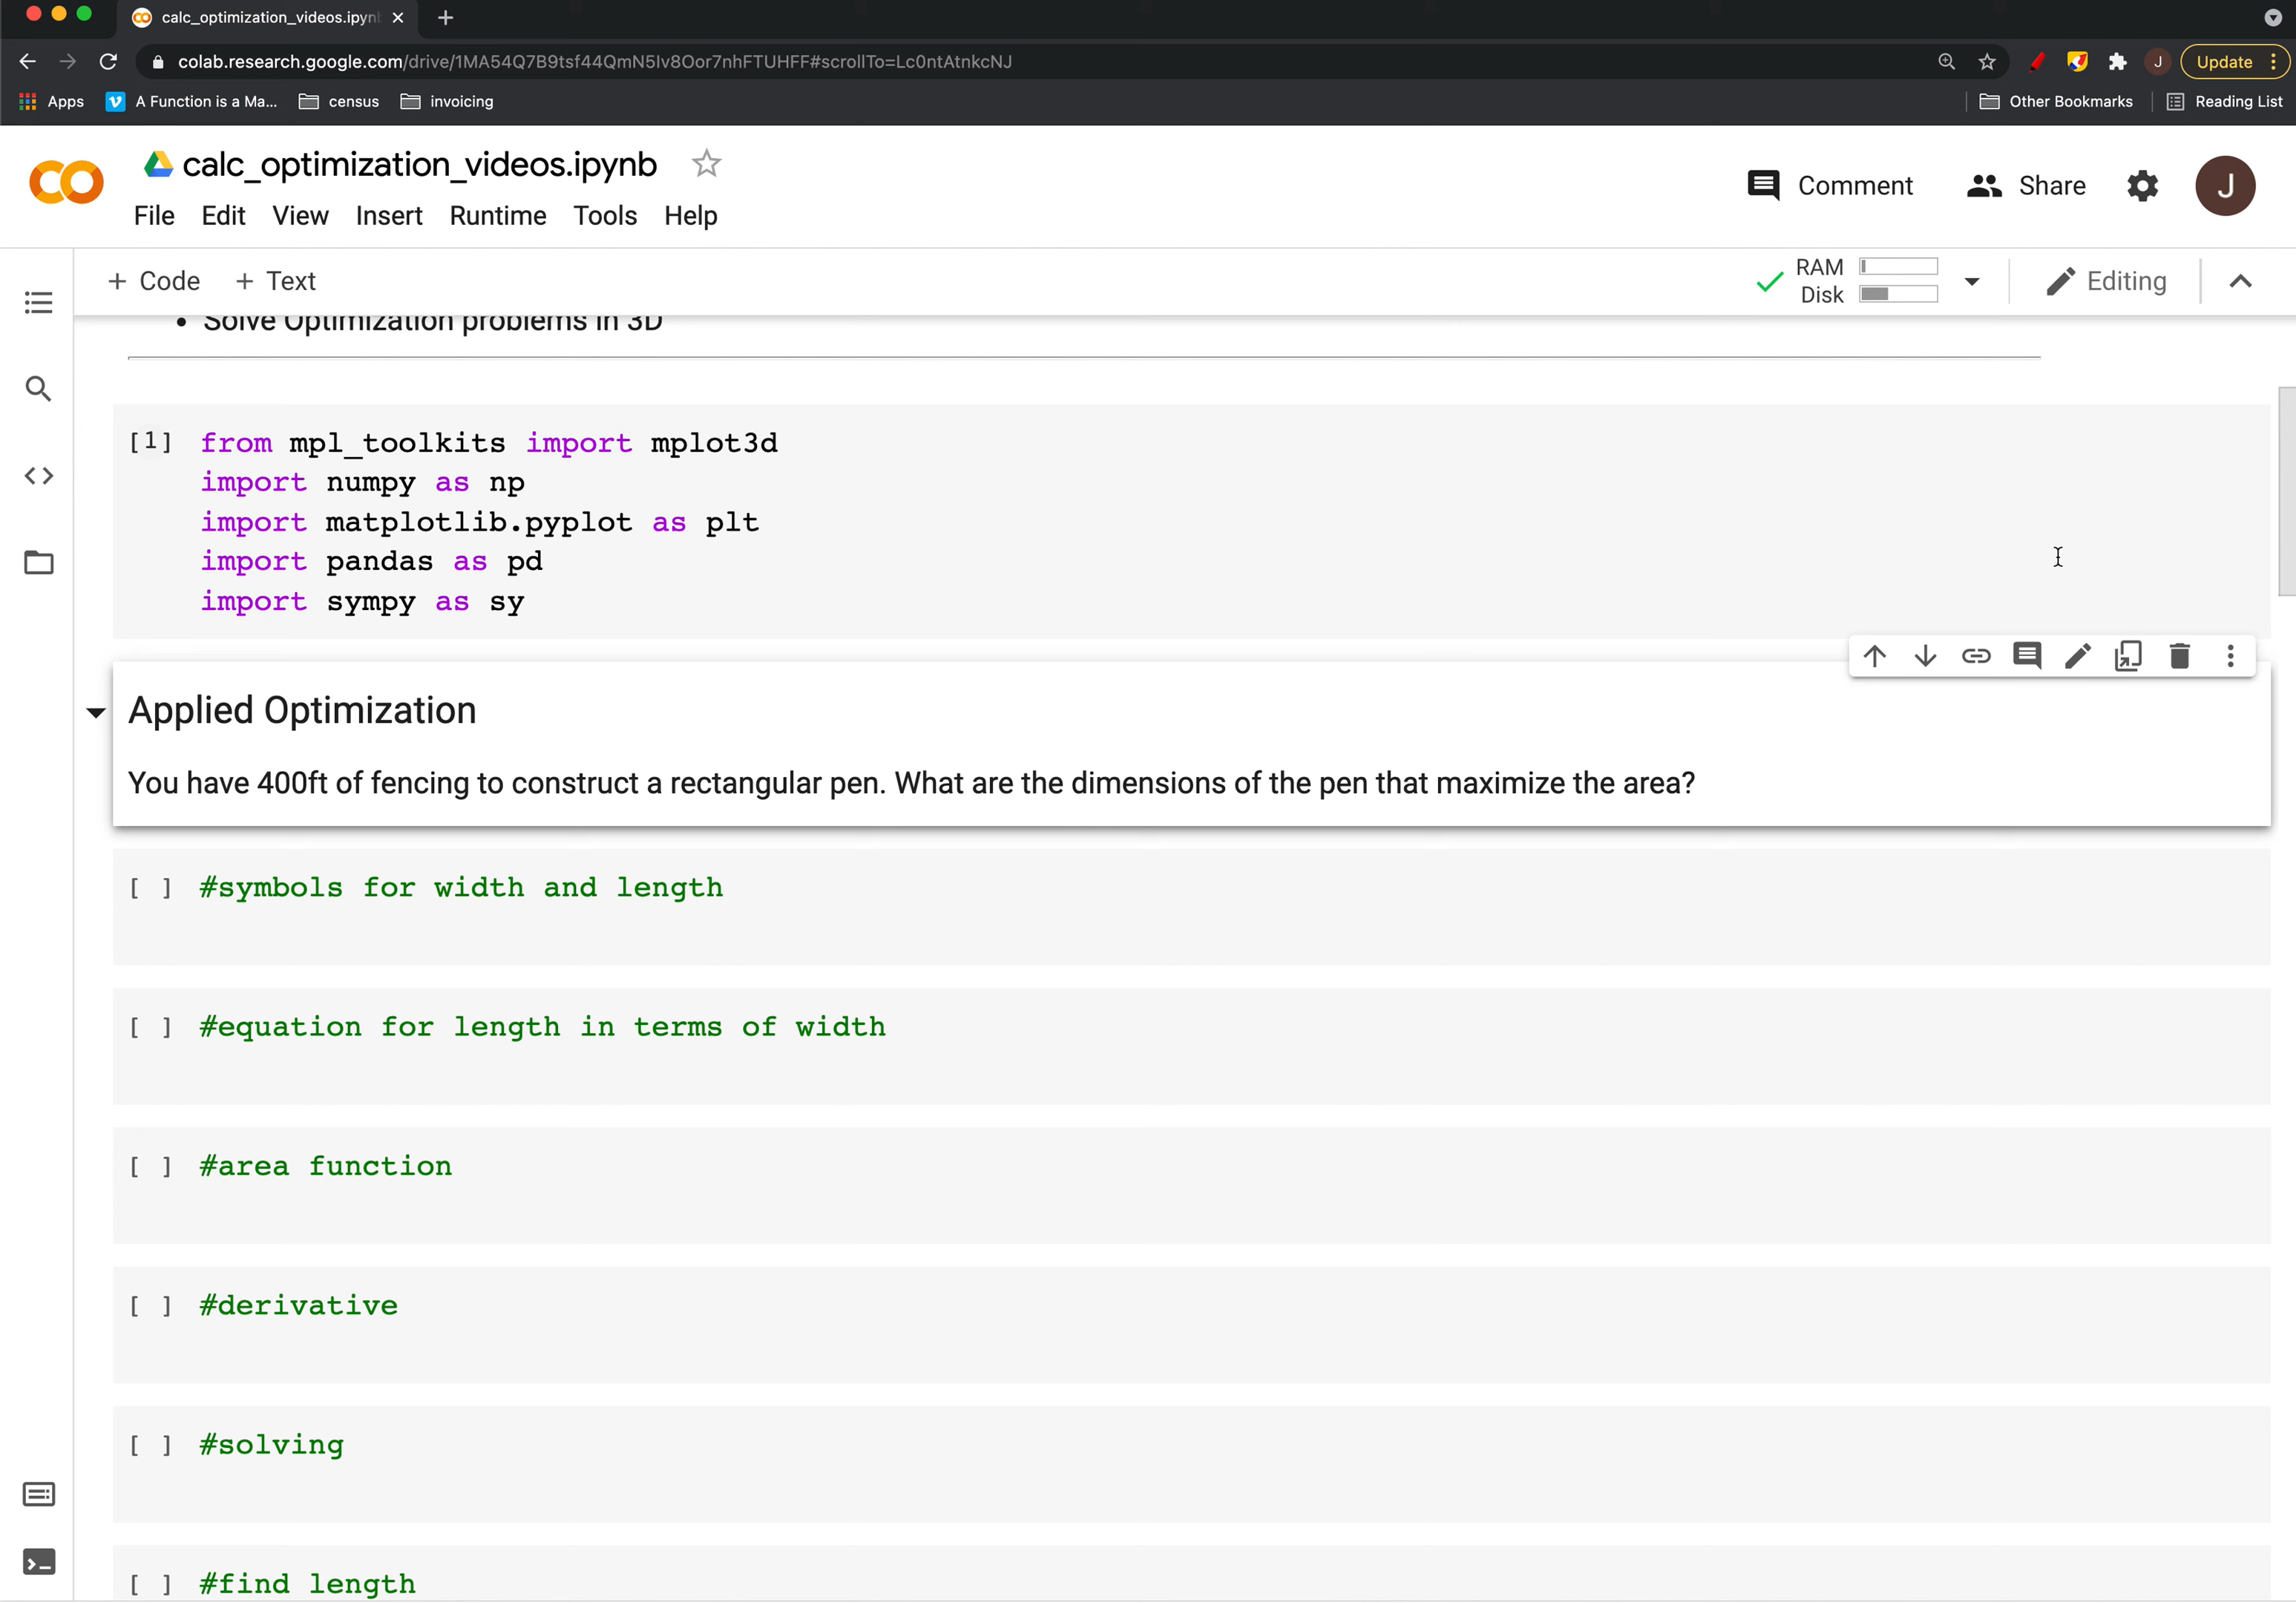 calc_optimization_videos.ipyn
colab.research.google.com/drive/1MA54Q7B9tsf44QmN5Iv8Oor7nhFTUHFF#scrollTo=Lc0ntAtnkcNJ
J
Update
Apps
A Function is a Ma...
census
invoicing
Other Bookmarks
Reading List
calc_optimization_videos.ipynb
Comment
Share
J
File Edit View Insert Runtime Tools Help
+ Code + Text
RAM
Disk
Editing
• Solve Optimization problems in 3D
[1] from mpl_toolkits import mplot3d
import numpy as np
import matplotlib.pyplot as plt
import pandas as pd
import sympy as sy
Applied Optimization
You have 400ft of fencing to construct a rectangular pen. What are the dimensions of the pen that maximize the area?
[ ] #symbols for width and length
[ ] #equation for length in terms of width
[ ] #area function
[ ] #derivative
[ ] #solving
[ ] #find length